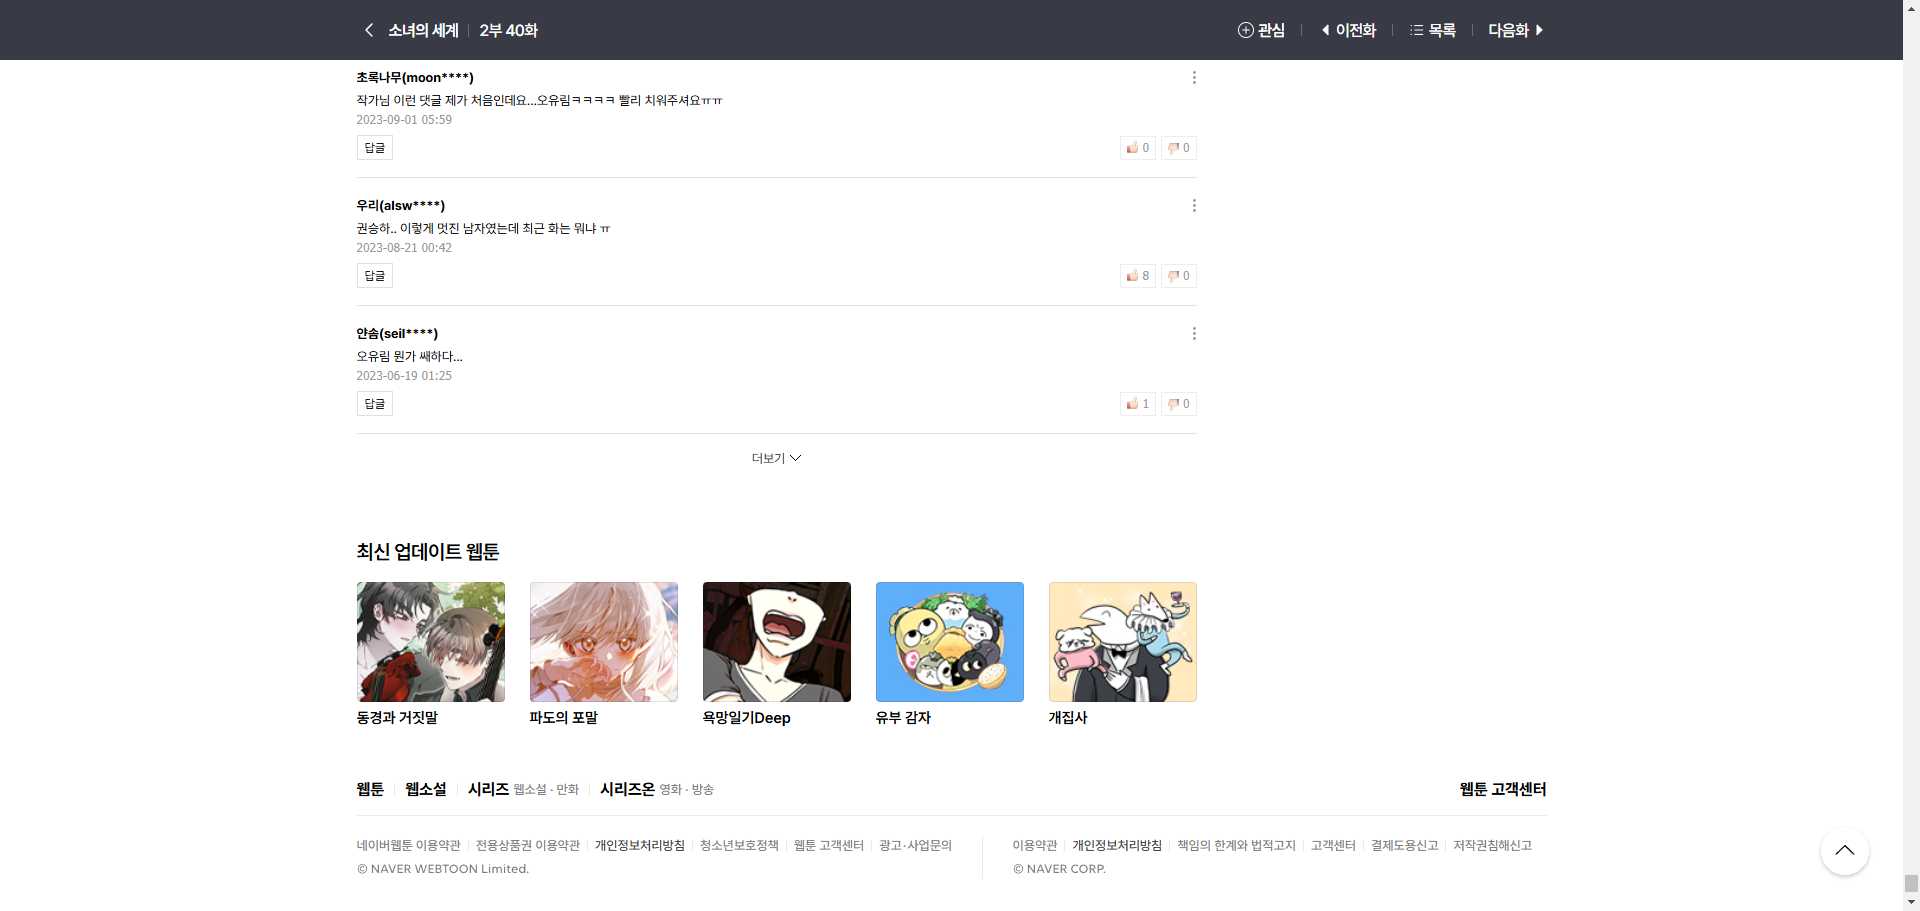 소녀의 세계 2부 40화 관심 이전화 목록 다음화
초록나무(moon****)
작가님 이런 댓글 제가 처음인데요...오유림ㅋㅋㅋㅋ 빨리 치워주셔요ㅠㅠ
2023-09-01 05:59
답글 0 0
우리(alsw****)
권승하.. 이렇게 멋진 남자였는데 최근 화는 뭐냐 ㅠ
2023-08-21 00:42
답글 8 0
얀솜(seil****)
오유림 뭔가 쌔하다...
2023-06-19 01:25
답글 1 0
더보기
최신 업데이트 웹툰
동경과 거짓말 파도의 포말 욕망일기Deep 유부 감자 개집사
웹툰 웹소설 시리즈 웹소설 · 만화 시리즈온 영화 · 방송 웹툰 고객센터
네이버웹툰 이용약관 전용상품권 이용약관 개인정보처리방침 청소년보호정책 웹툰 고객센터 광고·사업문의
© NAVER WEBTOON Limited.
이용약관 개인정보처리방침 책임의 한계와 법적고지 고객센터 결제도용신고 저작권침해신고
© NAVER CORP.